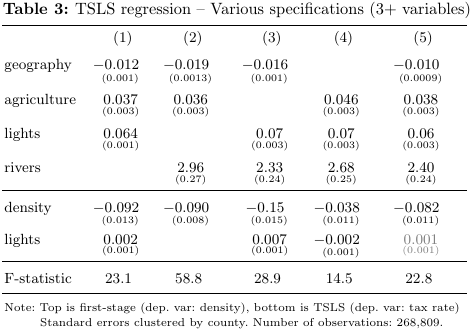 Table 3: TSLS regression – Various specifications (3+ variables)
(1) (2) (3) (4) (5)
geography −0.012 −0.019 −0.016 −0.010
(0.001) (0.0013) (0.001) (0.0009)
agriculture 0.037 0.036 0.046 0.038
(0.003) (0.003) (0.003) (0.003)
lights 0.064 0.07 0.07 0.06
(0.001) (0.003) (0.003) (0.003)
rivers 2.96 2.33 2.68 2.40
(0.27) (0.24) (0.25) (0.24)
density −0.092 −0.090 −0.15 −0.038 −0.082
(0.013) (0.008) (0.015) (0.011) (0.011)
lights 0.002 0.007 −0.002 0.001
(0.001) (0.001) (0.001) (0.001)
F-statistic 23.1 58.8 28.9 14.5 22.8
Note: Top is first-stage (dep. var: density), bottom is TSLS (dep. var: tax rate)
Standard errors clustered by county. Number of observations: 268,809.